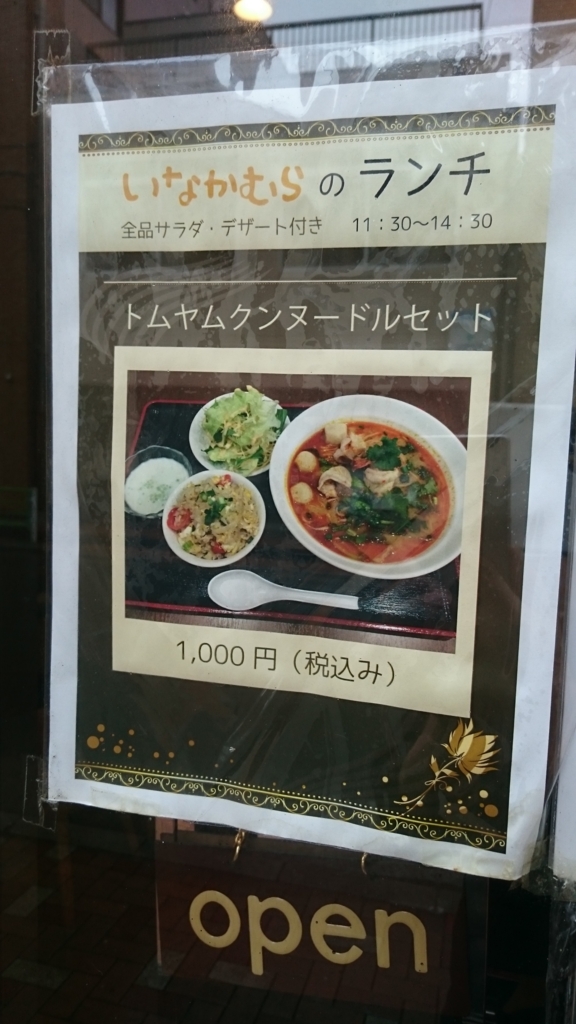 いなかむらのランチ
全品サラダ・デザート付き 11:30～14:30
トムヤムクンヌードルセット
1,000円（税込み）
open